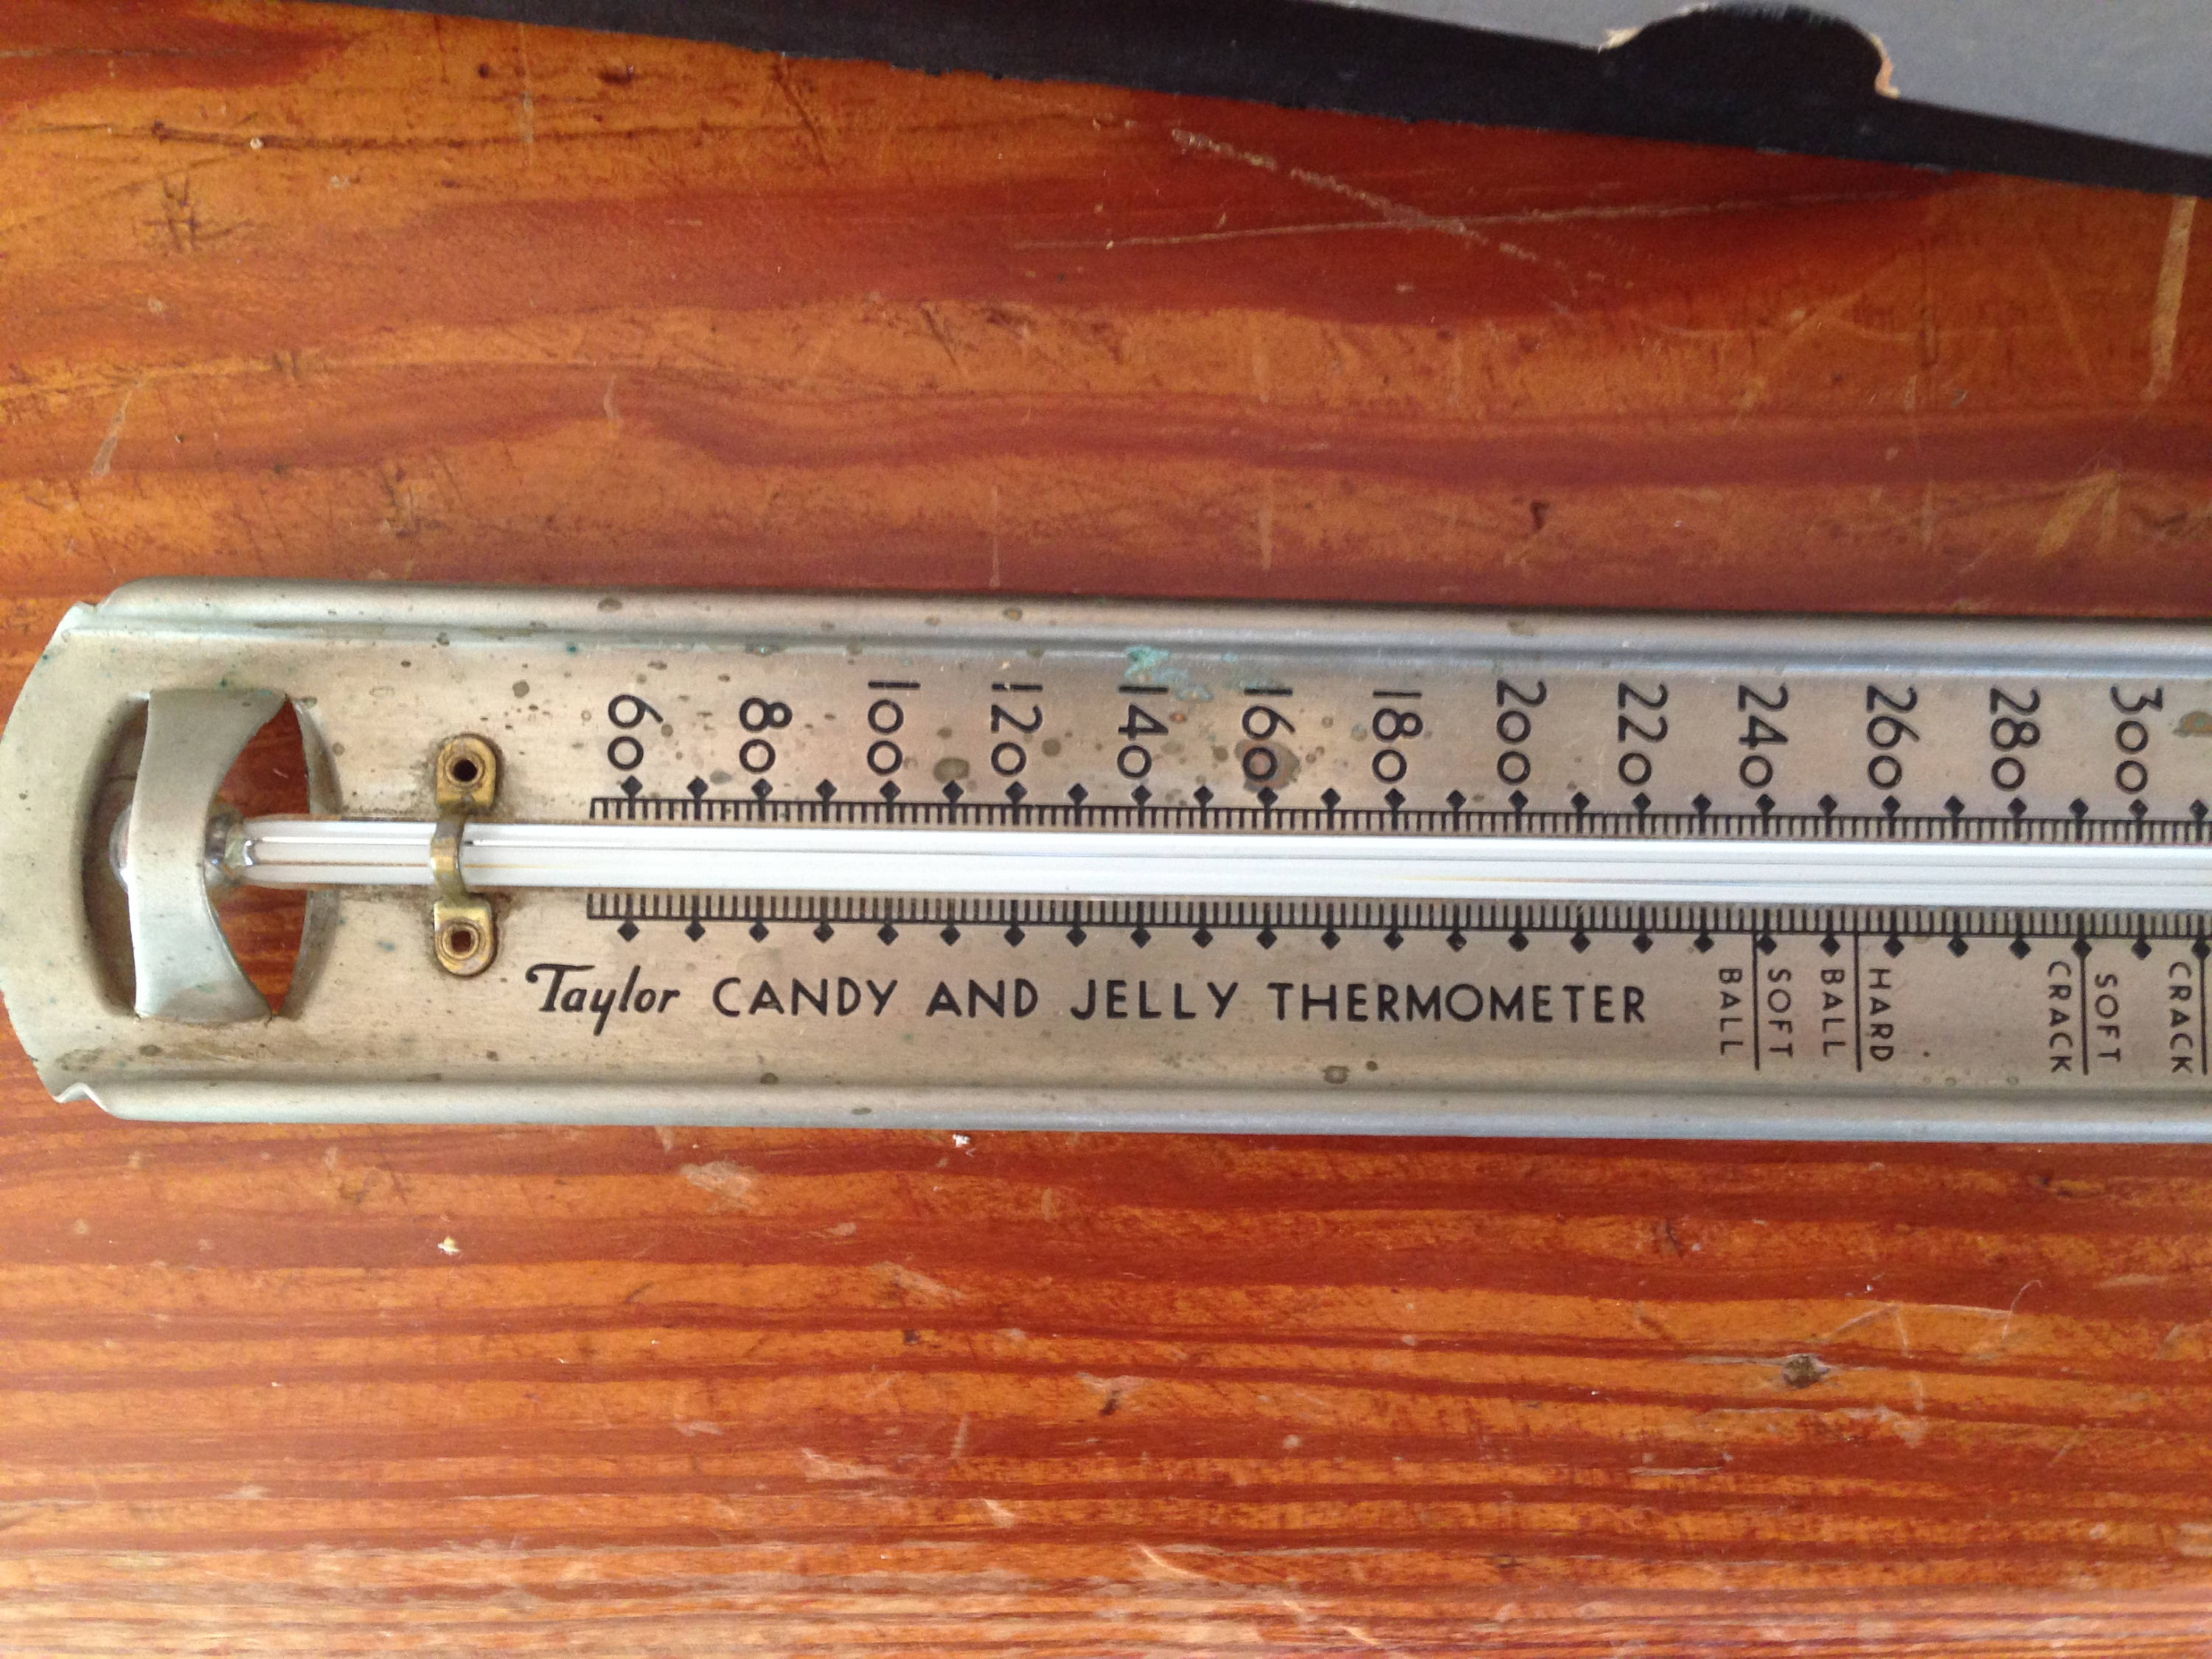 60
80
100
120
140
160
180
200
220
240
260
280
300
Taylor CANDY AND JELLY THERMOMETER
SOFT
BALL
HARD
BALL
SOFT
CRACK
CRACK